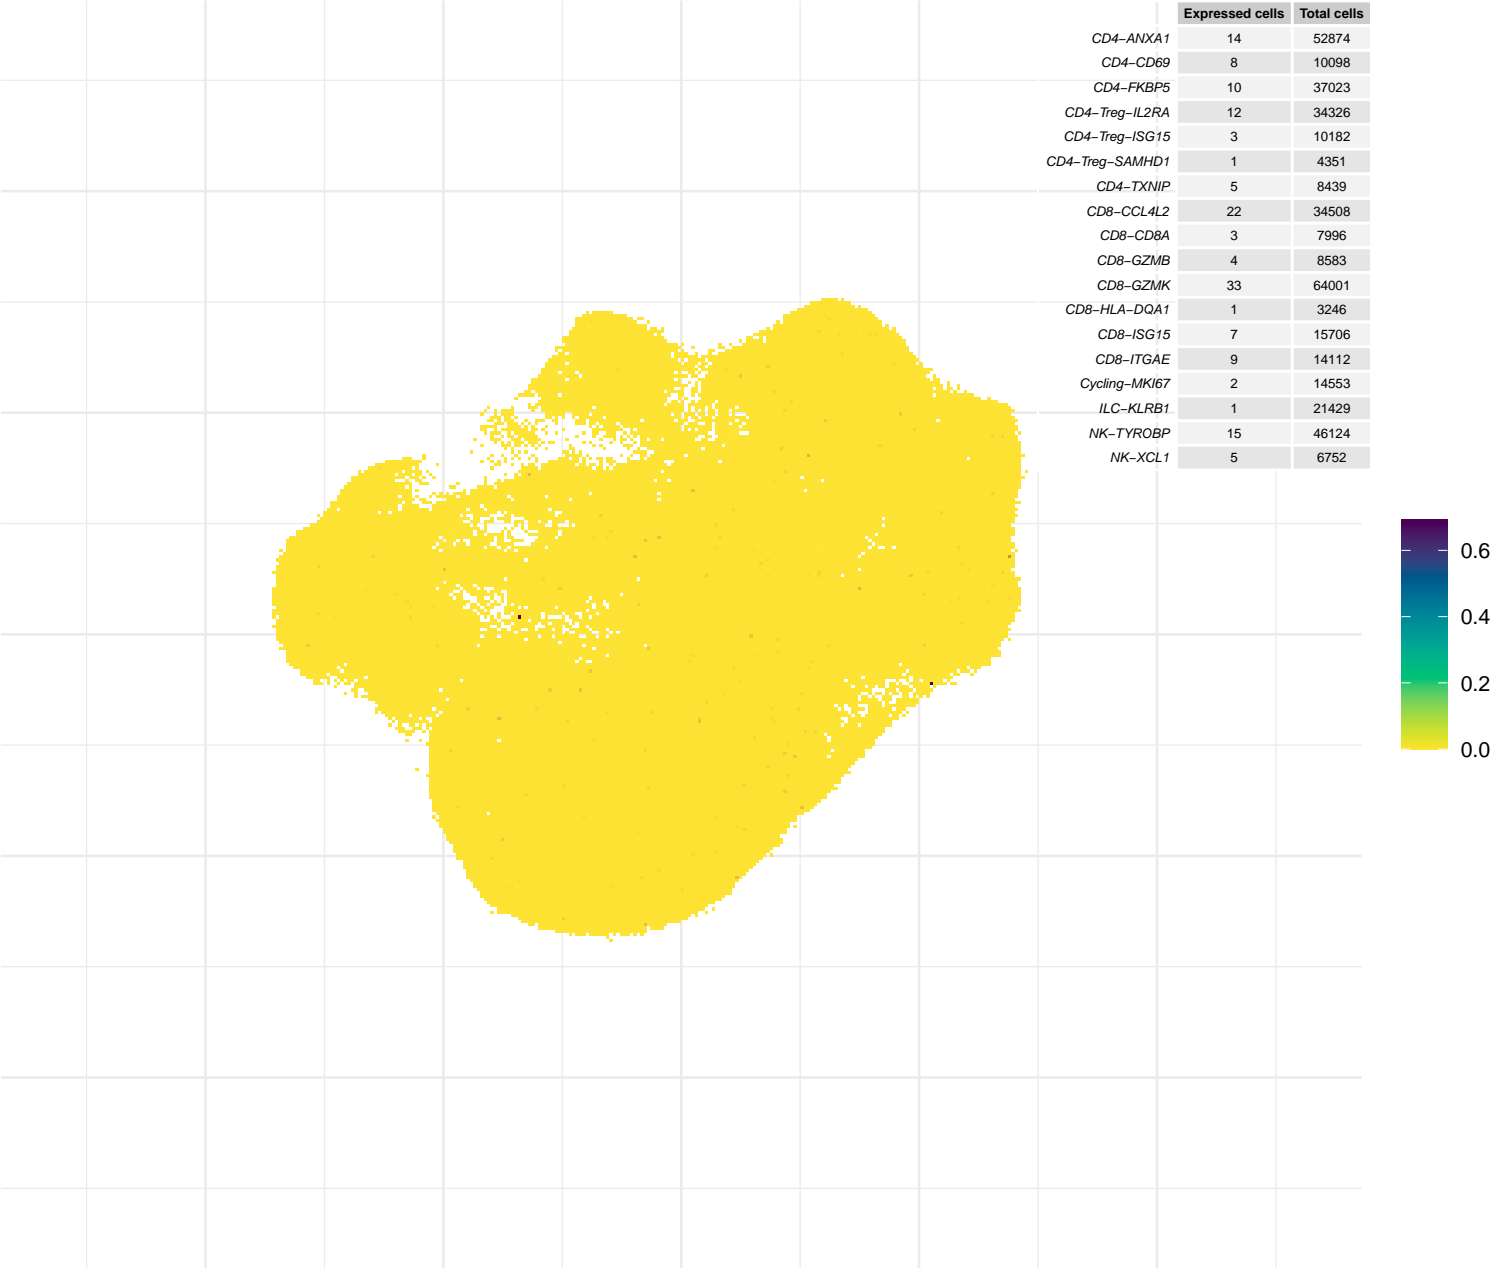 Expressed cells Total cells
CD4−ANXA1 14 52874
CD4−CD69 8 10098
CD4−FKBP5 10 37023
CD4−Treg−IL2RA 12 34326
CD4−Treg−ISG15 3 10182
CD4−Treg−SAMHD1 1 4351
CD4−TXNIP 5 8439
CD8−CCL4L2 22 34508
CD8−CD8A 3 7996
CD8−GZMB 4 8583
CD8−GZMK 33 64001
CD8−HLA−DQA1 1 3246
CD8−ISG15 7 15706
CD8−ITGAE 9 14112
Cycling−MKI67 2 14553
ILC−KLRB1 1 21429
NK−TYROBP 15 46124
NK−XCL1 5 6752
0.6
0.4
0.2
0.0